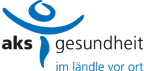 aks gesundheit
im ländle vor ort